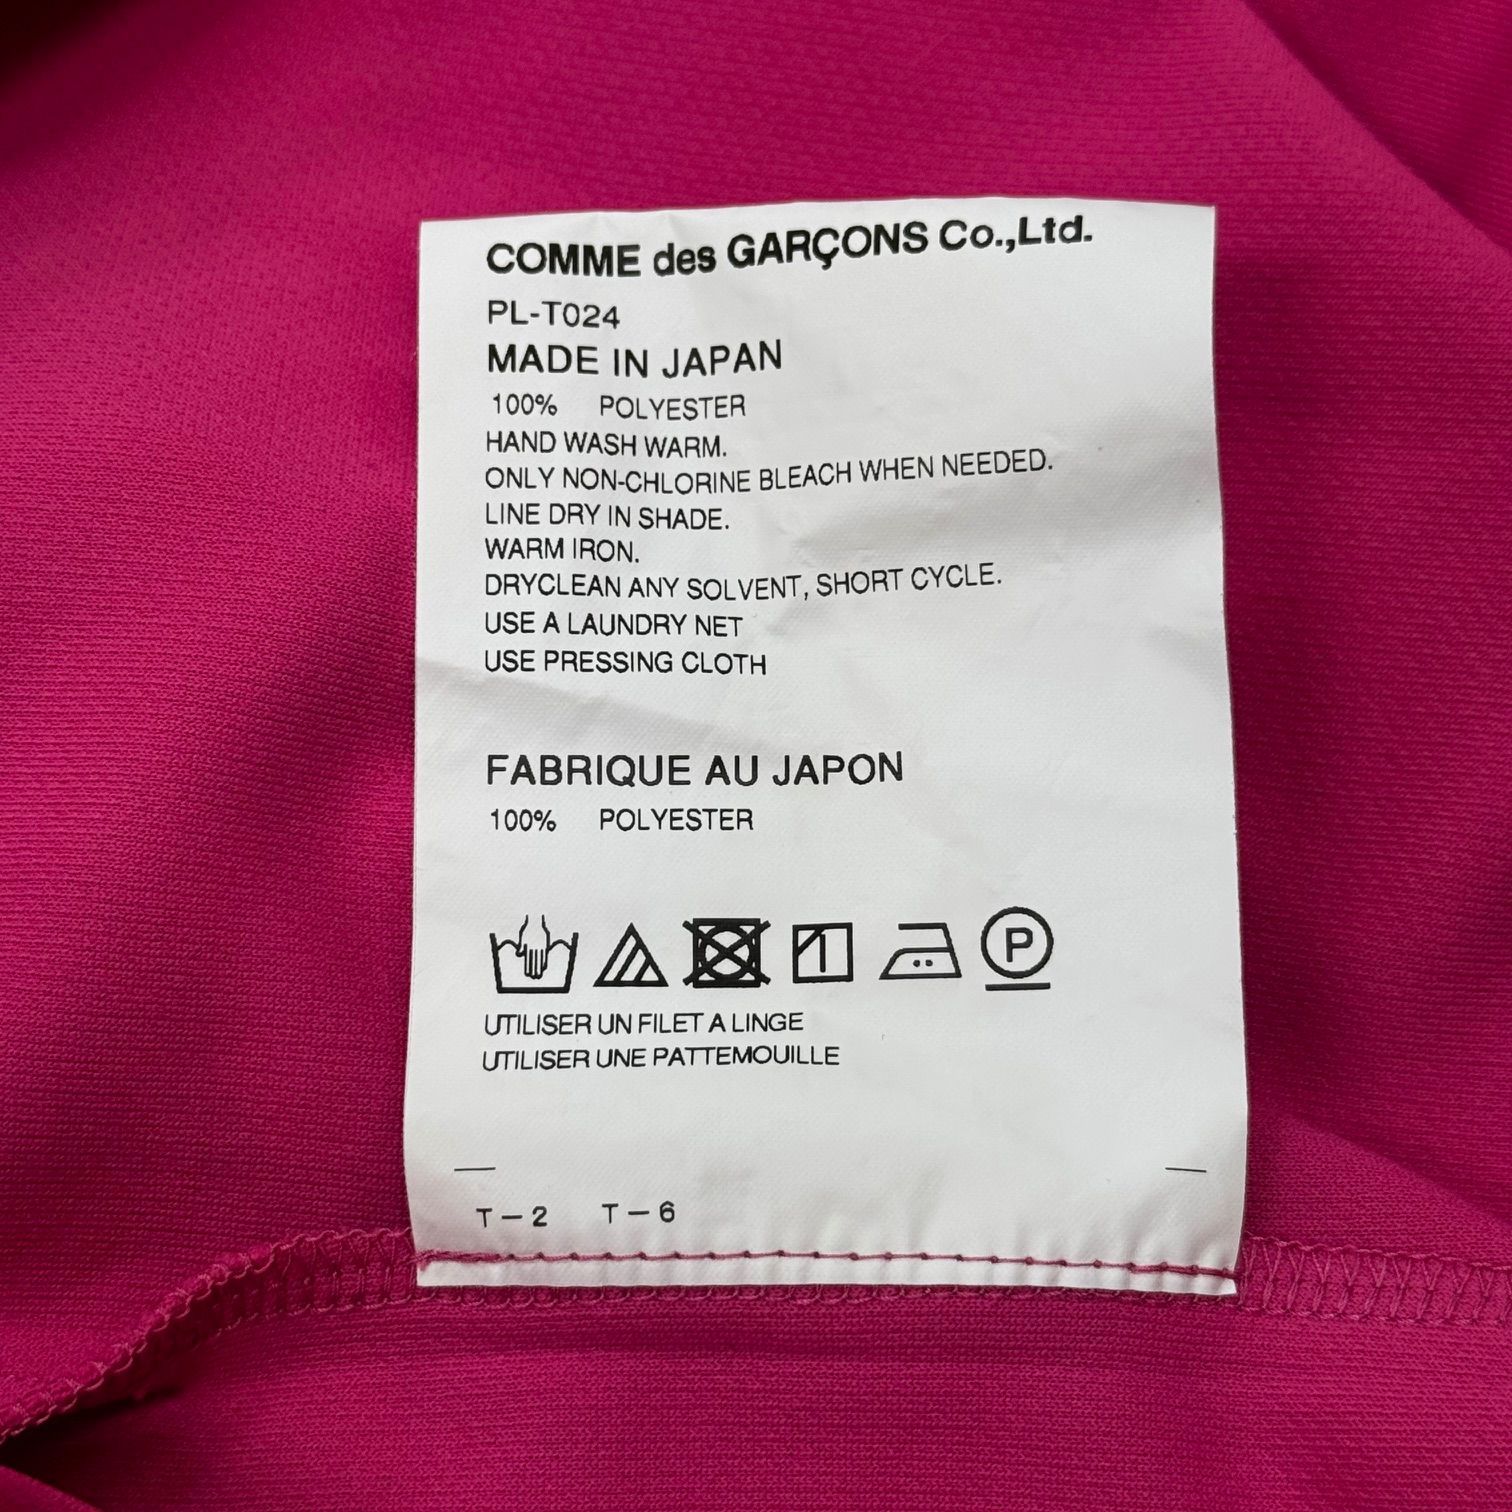 COMME des GARÇONS Co.,Ltd.
PL-T024
MADE IN JAPAN
100% POLYESTER
HAND WASH WARM.
ONLY NON-CHLORINE BLEACH WHEN NEEDED.
LINE DRY IN SHADE.
WARM IRON.
DRYCLEAN ANY SOLVENT, SHORT CYCLE.
USE A LAUNDRY NET
USE PRESSING CLOTH
FABRIQUE AU JAPON
100% POLYESTER
P
UTILISER UN FILET A LINGE
UTILISER UNE PATTEMOUILLE
T-2 T-6